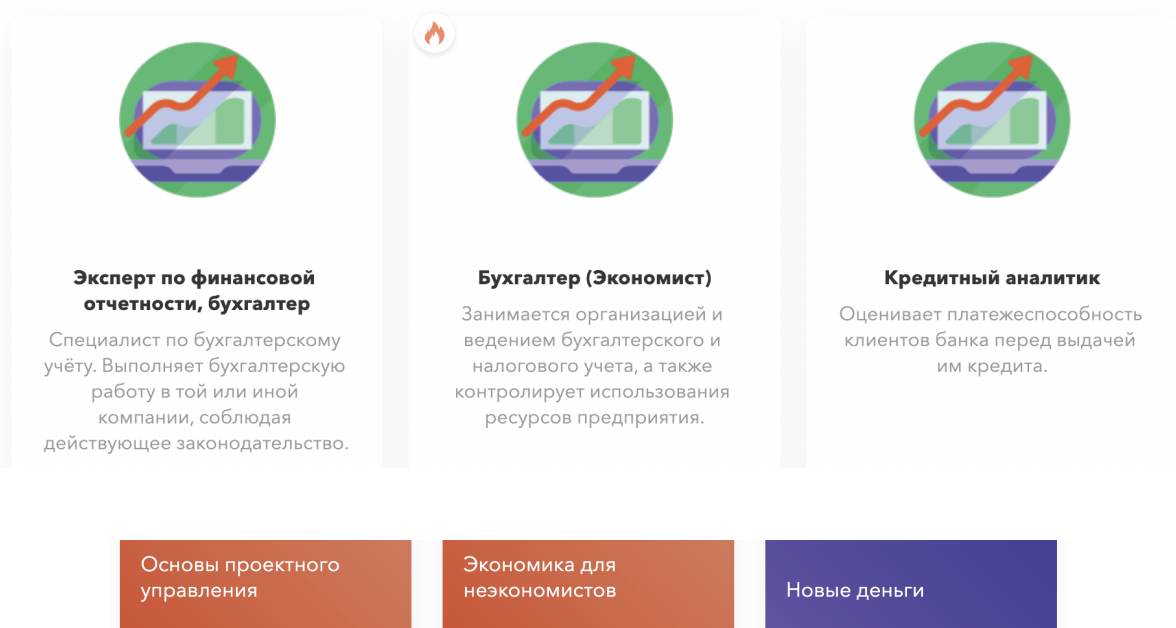 Эксперт по финансовой
отчетности, бухгалтер
Специалист по бухгалтерскому
учёту. Выполняет бухгалтерскую
работу в той или иной
компании, соблюдая
действующее законодательство.
Бухгалтер (Экономист)
Занимается организацией и
ведением бухгалтерского и
налогового учета, а также
контролирует использования
ресурсов предприятия.
Кредитный аналитик
Оценивает платежеспособность
клиентов банка перед выдачей
им кредита.
Основы проектного
управления
Экономика для
неэкономистов
Новые деньги